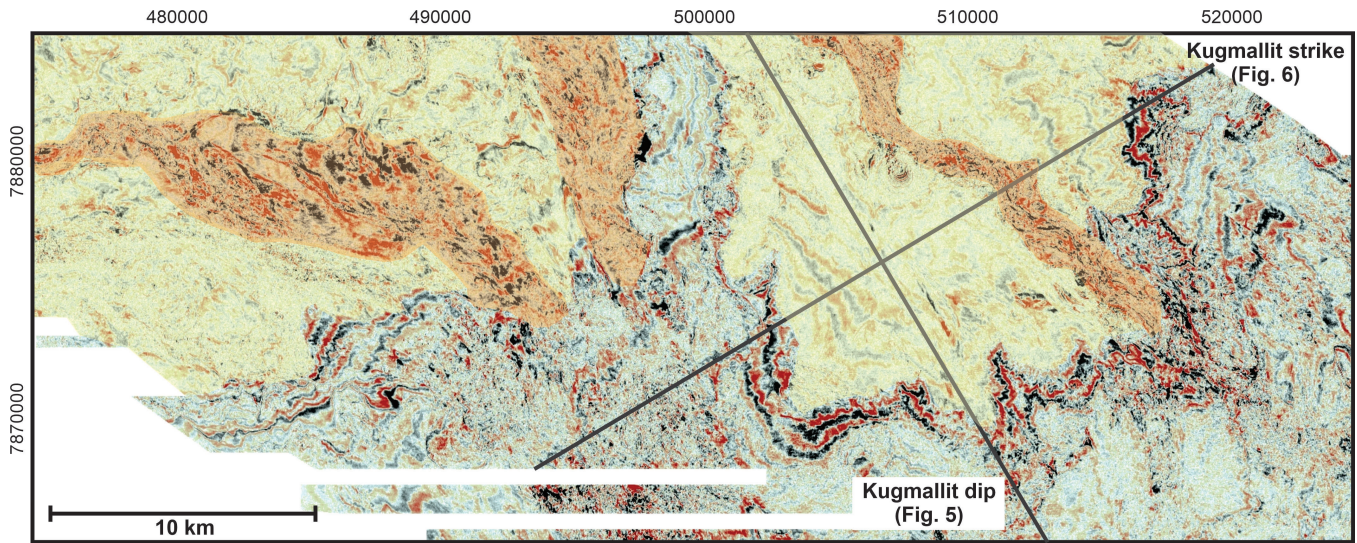 480000
490000
500000
510000
520000
Kugmallit strike
(Fig. 6)
7880000
7870000
Kugmallit dip
(Fig. 5)
10 km